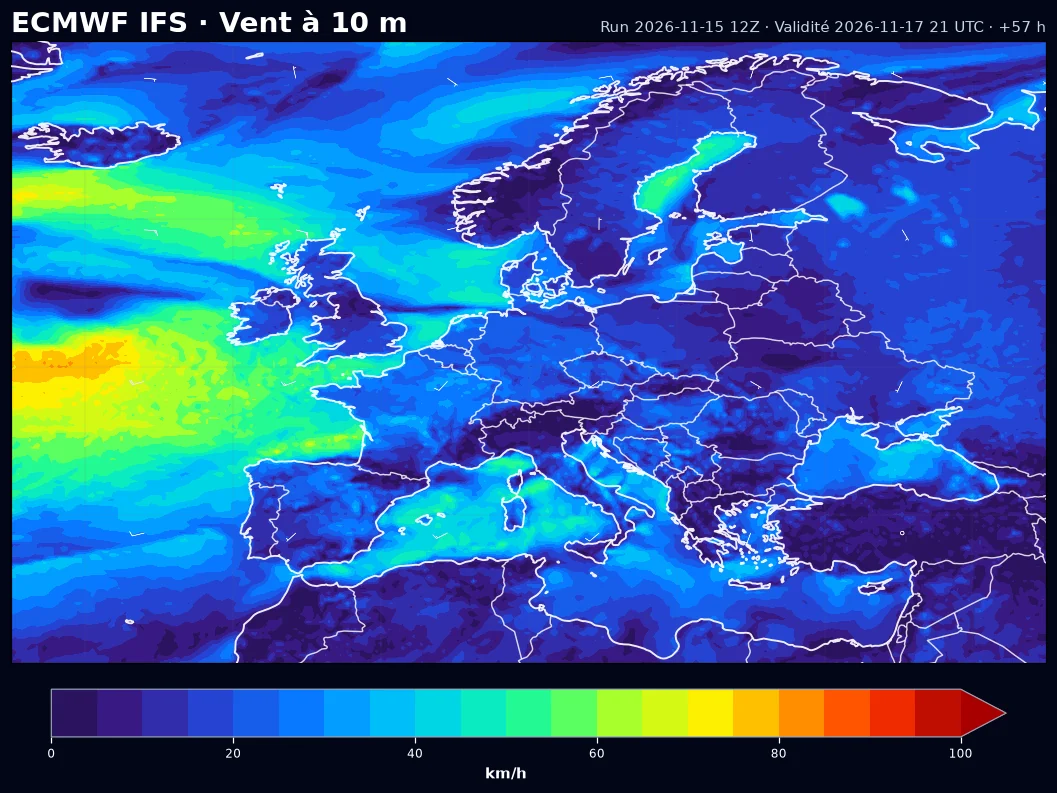 ECMWF IFS · Vent à 10 m
Run 2026-11-15 12Z · Validité 2026-11-17 21 UTC · +57 h
0 20 40 60 80 100
km/h